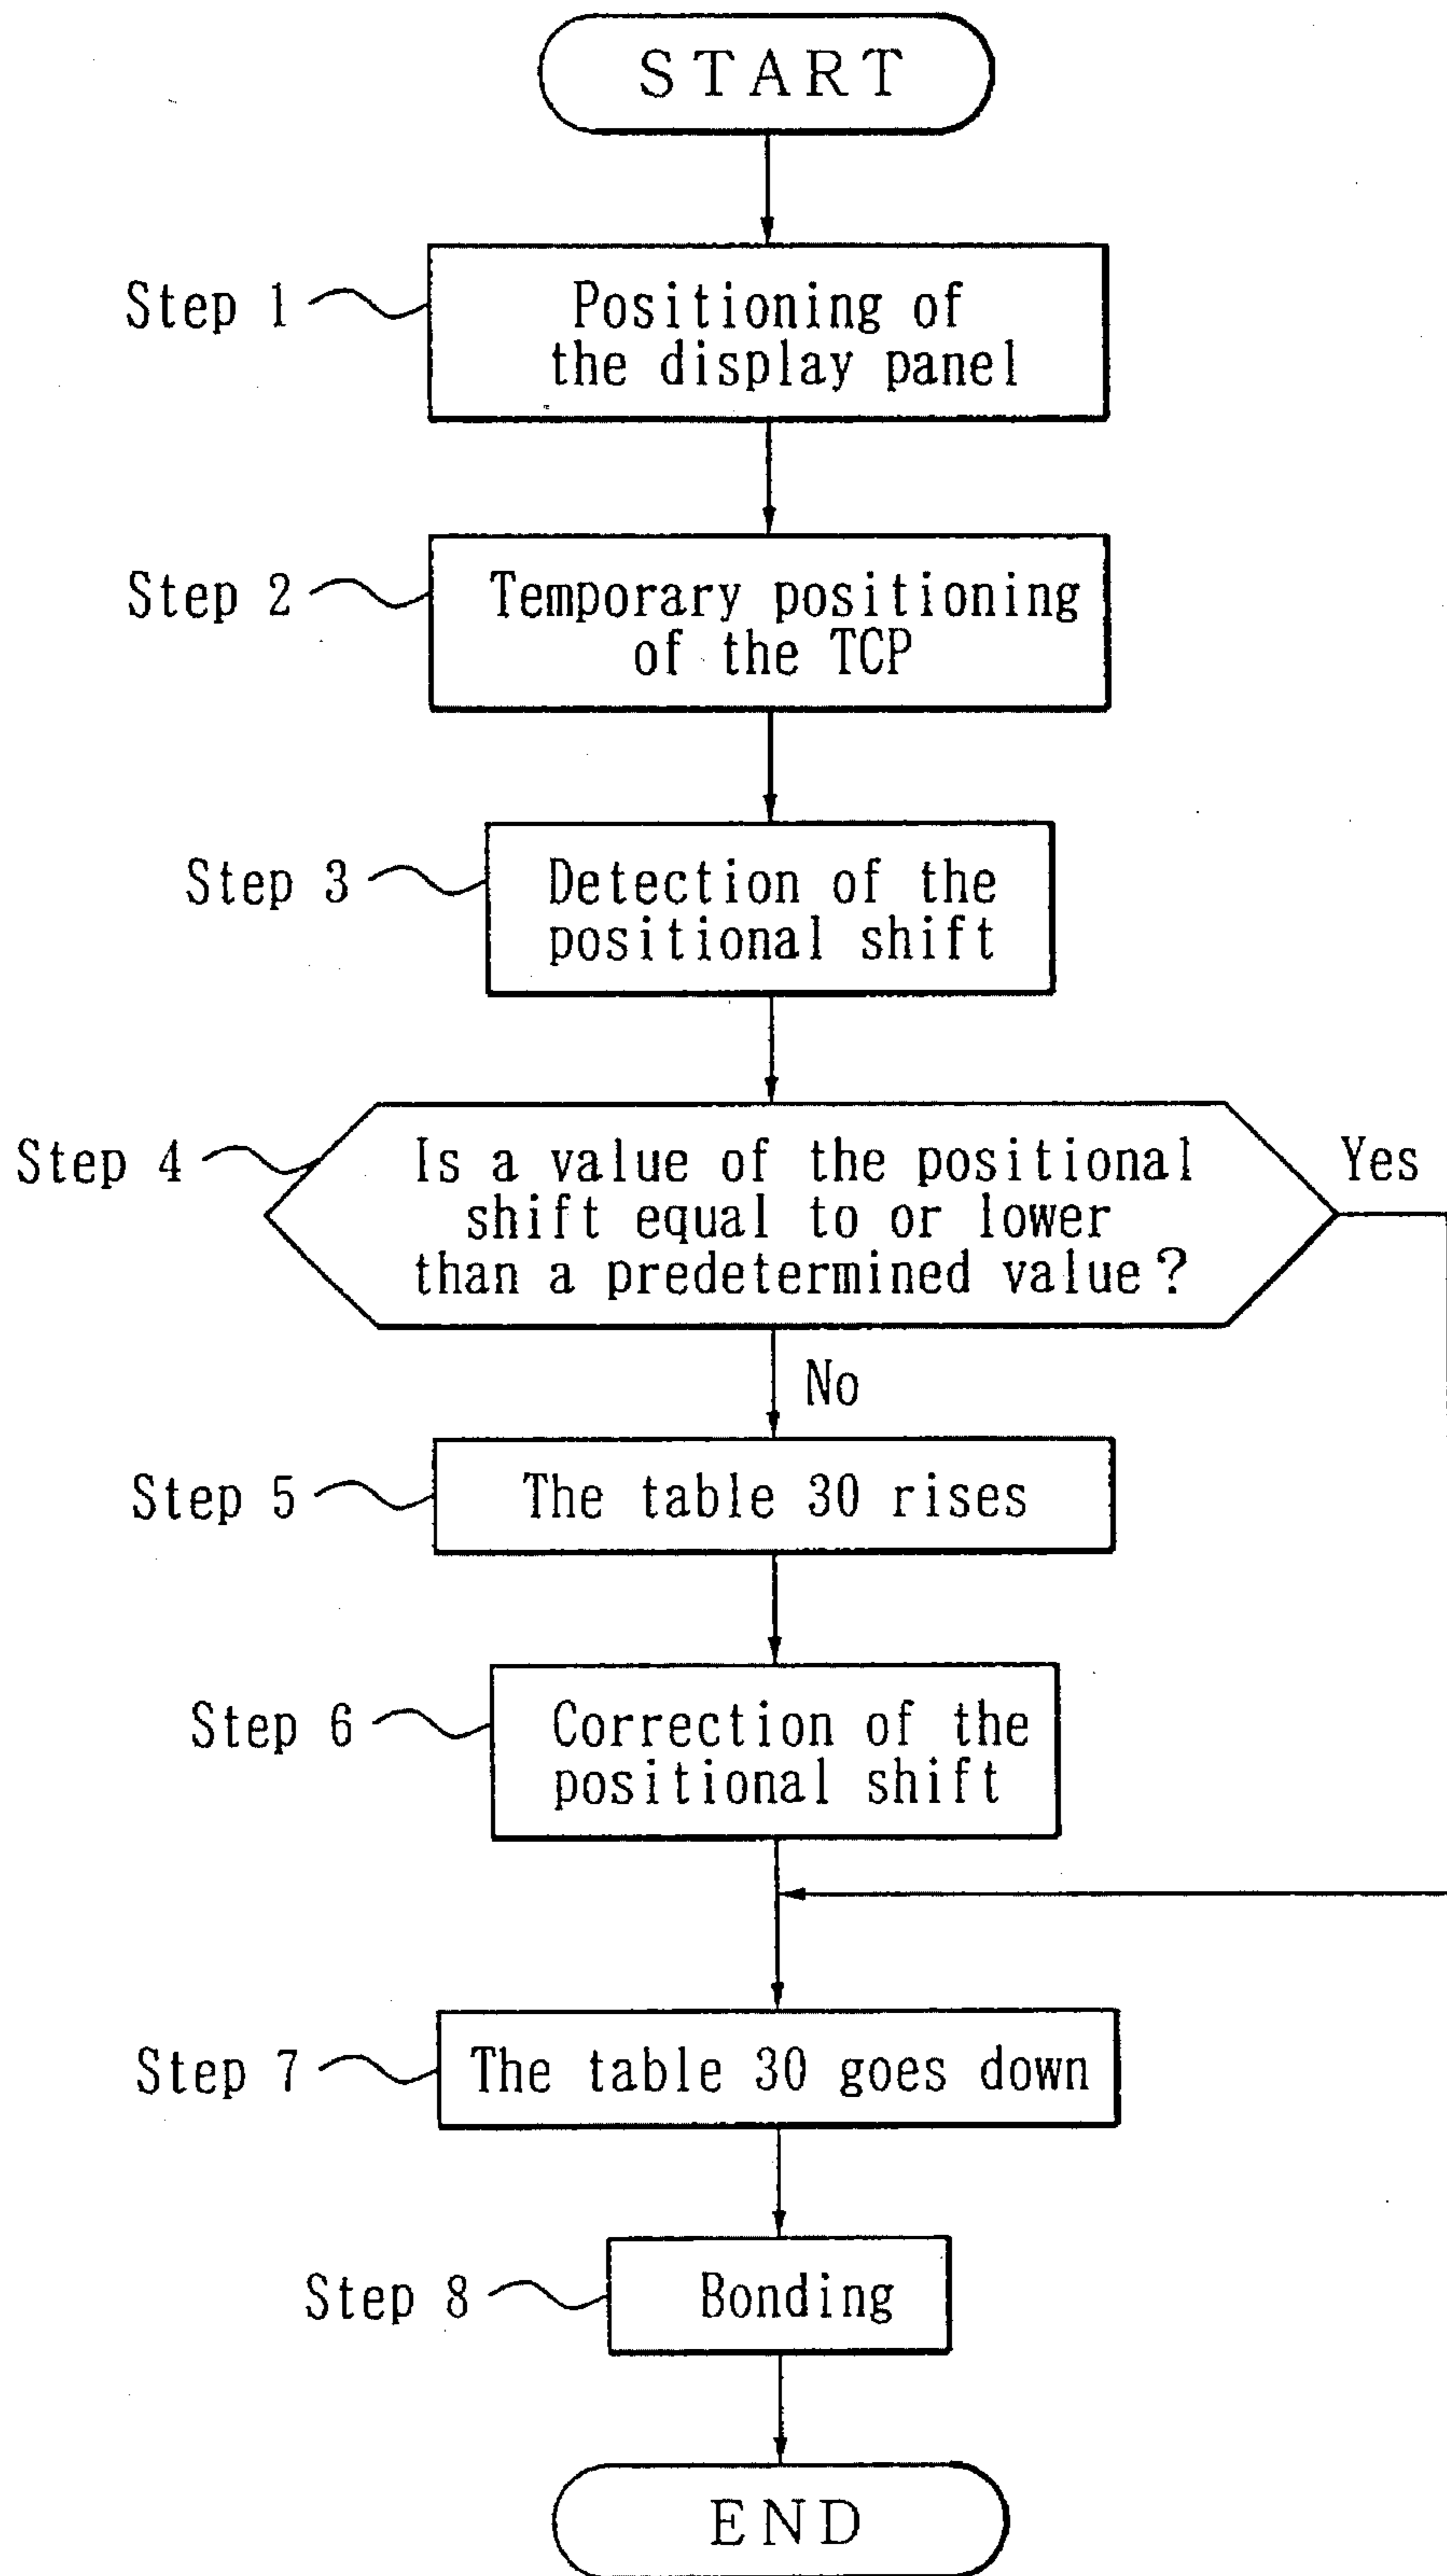 START
Step 1
Positioning of
the display panel
Step 2
Temporary positioning
of the TCP
Step 3
Detection of the
positional shift
Step 4
Is a value of the positional
shift equal to or lower
than a predetermined value?
Yes
No
Step 5
The table 30 rises
Step 6
Correction of the
positional shift
Step 7
The table 30 goes down
Step 8
Bonding
END